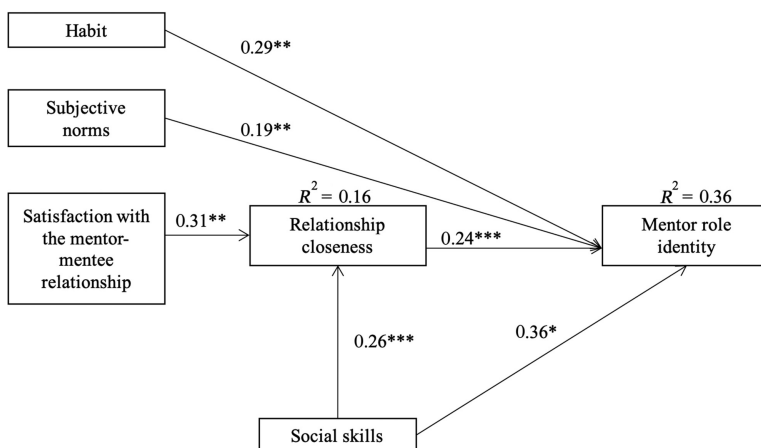 Habit
0.29**
Subjective
norms
0.19**
R² = 0.16
R² = 0.36
Satisfaction with
the mentor-
mentee
relationship
0.31**
Relationship
closeness
0.24***
Mentor role
identity
0.26***
0.36*
Social skills